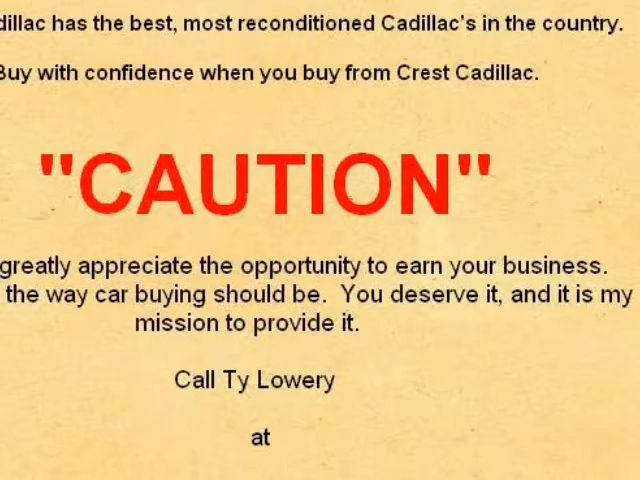 dillac has the best, most reconditioned Cadillac's in the country.
Buy with confidence when you buy from Crest Cadillac.
"CAUTION"
greatly appreciate the opportunity to earn your business.
the way car buying should be.  You deserve it, and it is my
mission to provide it.
Call Ty Lowery
at